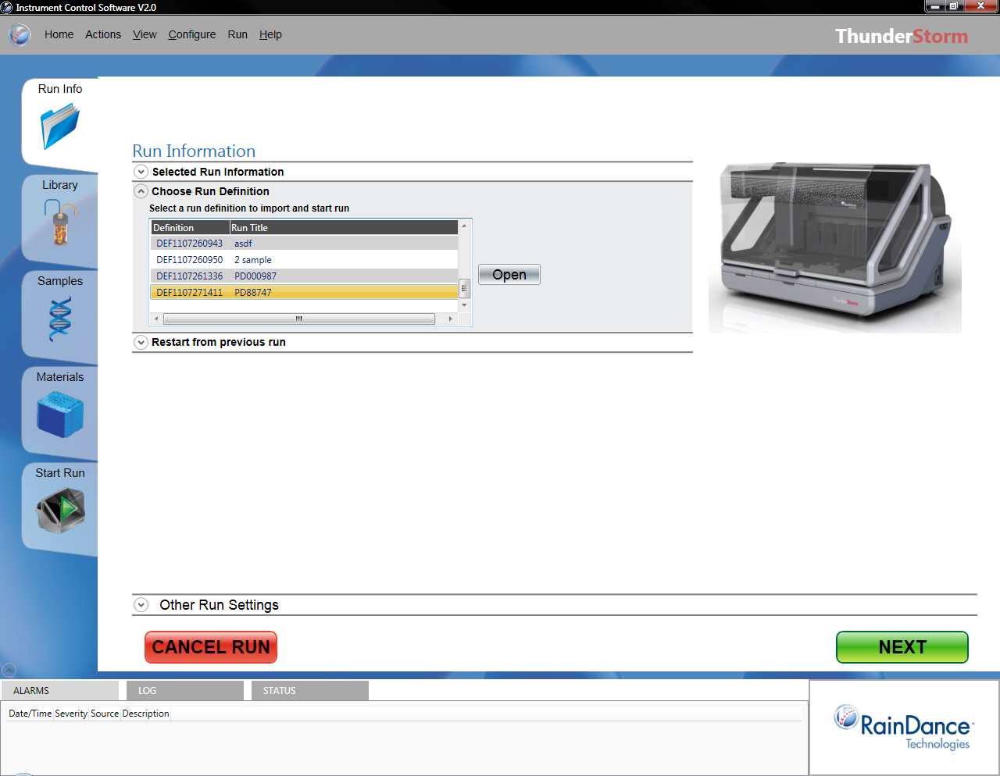 Instrument Control Software V2.0
Home Actions View Configure Run Help
ThunderStorm
Run Info
Library
Samples
Materials
Start Run
Run Information
Selected Run Information
Choose Run Definition
Select a run definition to import and start run
Definition Run Title
DEF1107260943 asdf
DEF1107260950 2 sample
DEF1107261336 PD000987
DEF1107271411 PD88747
Open
Restart from previous run
ThunderStorm
Other Run Settings
CANCEL RUN
NEXT
ALARMS LOG STATUS
Date/Time Severity Source Description
RainDance
Technologies